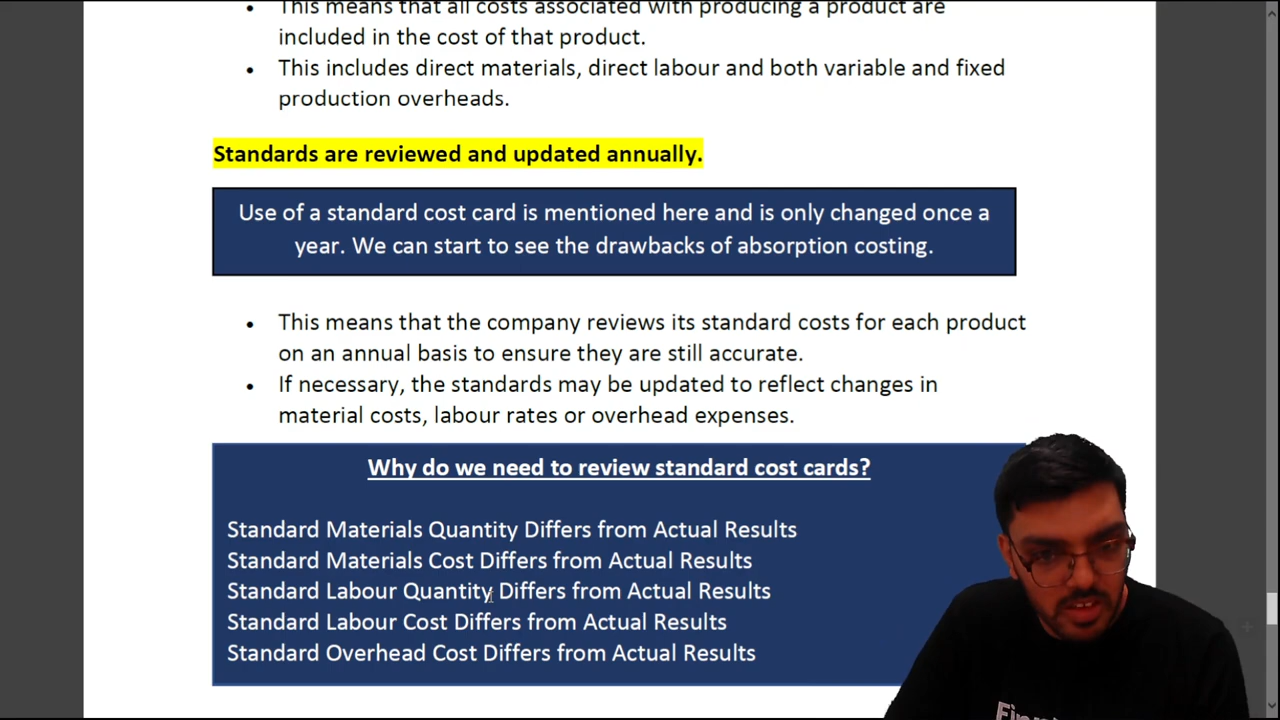 This means that all costs associated with producing a product are
included in the cost of that product.
This includes direct materials, direct labour and both variable and fixed
production overheads.
Standards are reviewed and updated annually.
Use of a standard cost card is mentioned here and is only changed once a
year. We can start to see the drawbacks of absorption costing.
This means that the company reviews its standard costs for each product
on an annual basis to ensure they are still accurate.
If necessary, the standards may be updated to reflect changes in
material costs, labour rates or overhead expenses.
Why do we need to review standard cost cards?
Standard Materials Quantity Differs from Actual Results
Standard Materials Cost Differs from Actual Results
Standard Labour Quantity Differs from Actual Results
Standard Labour Cost Differs from Actual Results
Standard Overhead Cost Differs from Actual Results